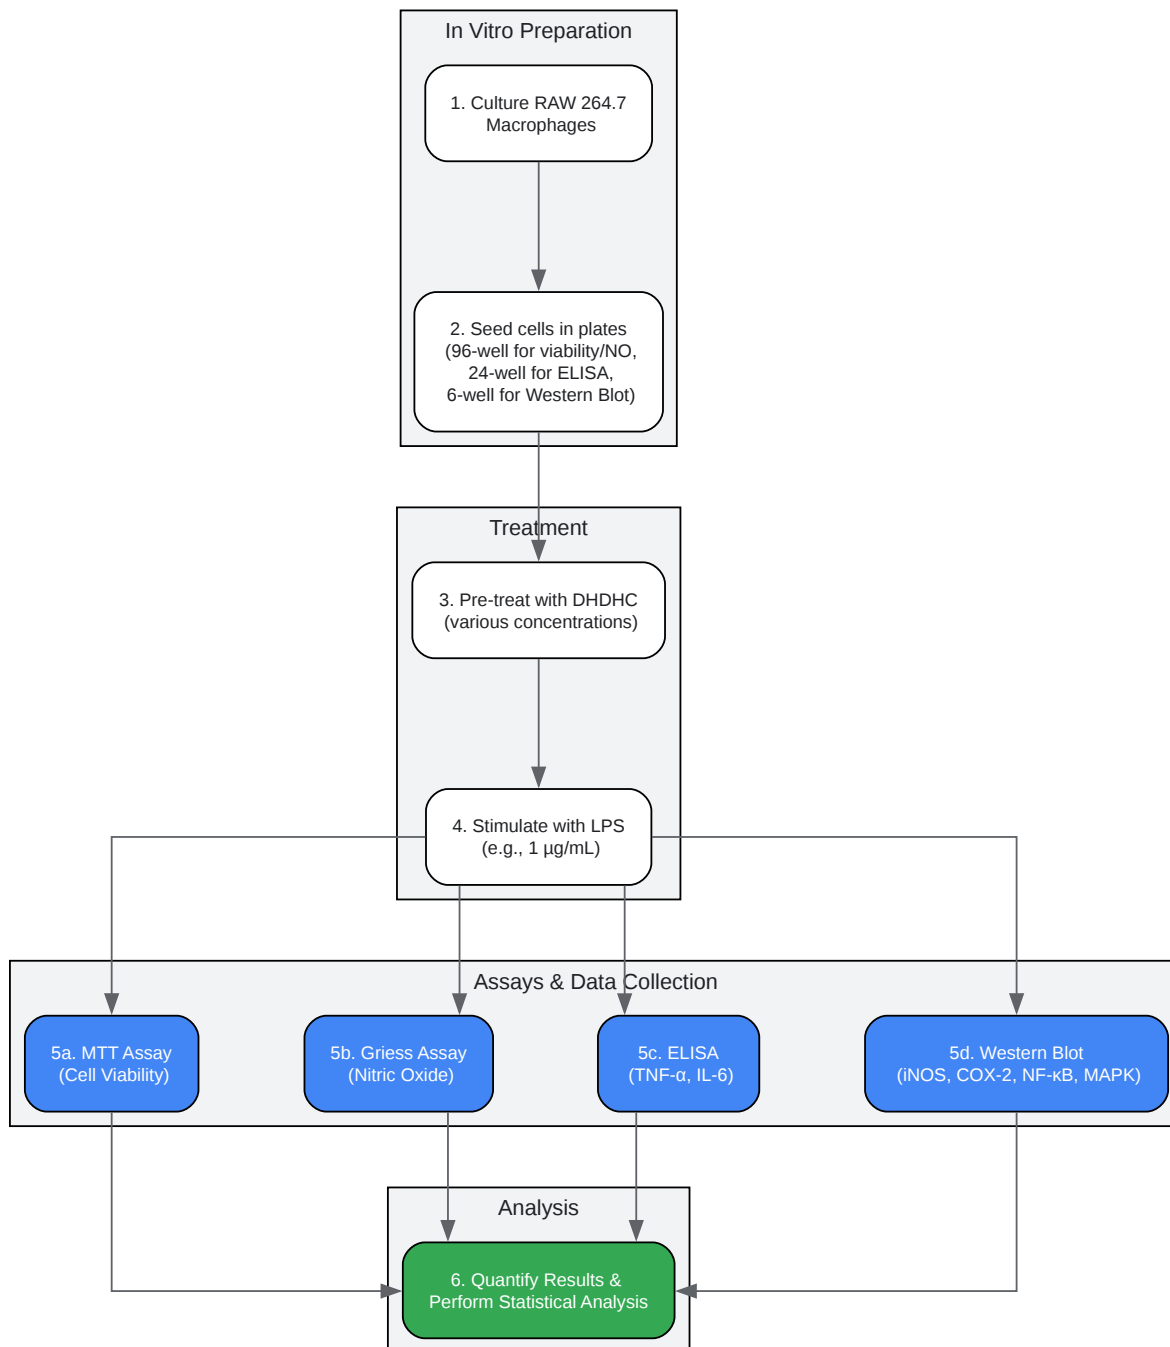 In Vitro Preparation
1. Culture RAW 264.7
Macrophages
2. Seed cells in plates
(96-well for viability/NO,
24-well for ELISA,
6-well for Western Blot)
Treatment
3. Pre-treat with DHDHC
(various concentrations)
4. Stimulate with LPS
(e.g., 1 µg/mL)
Assays & Data Collection
5a. MTT Assay
(Cell Viability)
5b. Griess Assay
(Nitric Oxide)
5c. ELISA
(TNF-α, IL-6)
5d. Western Blot
(iNOS, COX-2, NF-κB, MAPK)
Analysis
6. Quantify Results &
Perform Statistical Analysis